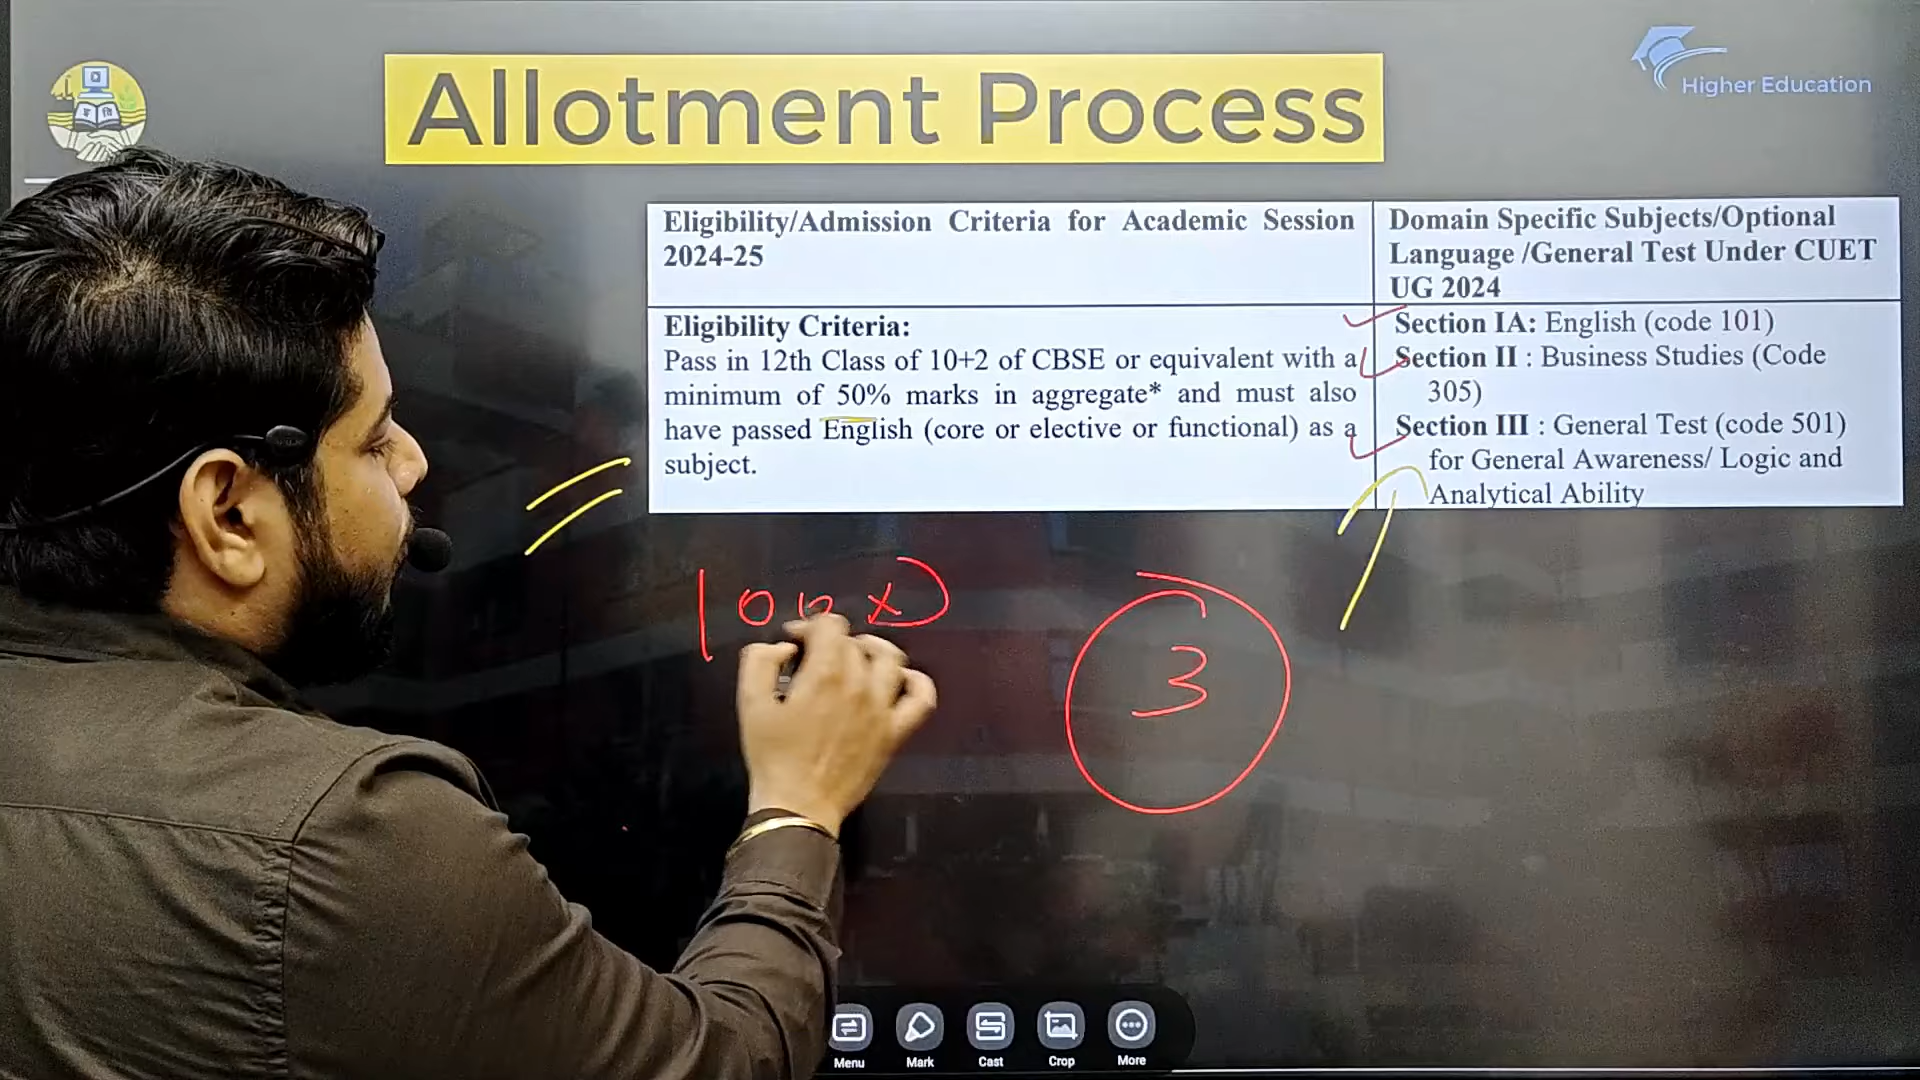 Allotment Process
Higher Education
Eligibility/Admission Criteria for Academic Session
2024-25
Domain Specific Subjects/Optional
Language /General Test Under CUET
UG 2024
Eligibility Criteria:
Pass in 12th Class of 10+2 of CBSE or equivalent with a
minimum of 50% marks in aggregate* and must also
have passed English (core or elective or functional) as a
subject.
Section IA: English (code 101)
Section II : Business Studies (Code
305)
Section III : General Test (code 501)
for General Awareness/ Logic and
Analytical Ability
3
Menu
Mark
Cast
Crop
More